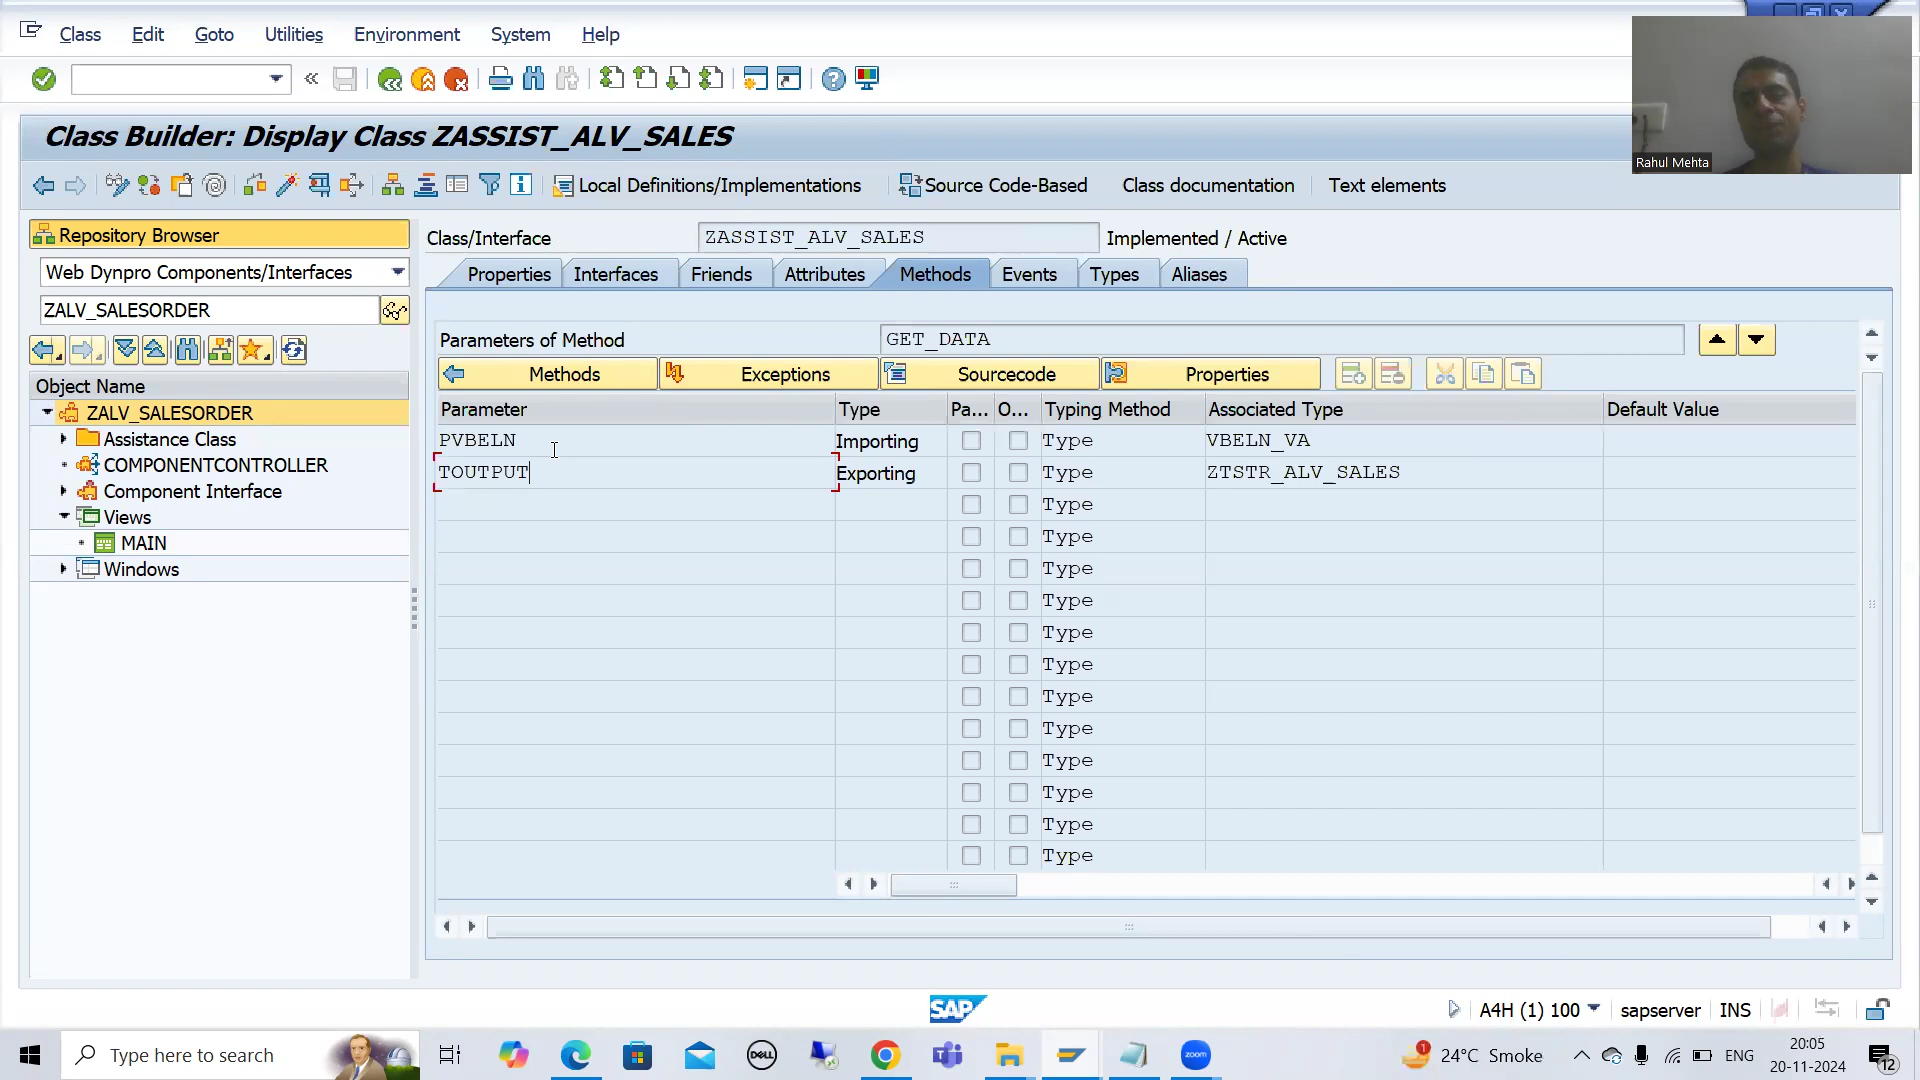 Class Edit Goto Utilities Environment System Help
Rahul Mehta
Class Builder: Display Class ZASSIST_ALV_SALES
Local Definitions/Implementations Source Code-Based Class documentation Text elements
Repository Browser
Class/Interface ZASSIST_ALV_SALES Implemented / Active
Web Dynpro Components/Interfaces
Properties Interfaces Friends Attributes Methods Events Types Aliases
ZALV_SALESORDER
Parameters of Method GET_DATA
Methods Exceptions Sourcecode Properties
Object Name
Parameter Type Pa... O... Typing Method Associated Type Default Value
ZALV_SALESORDER
Assistance Class
COMPONENTCONTROLLER
Component Interface
Views
MAIN
Windows
PVBELN Importing Type VBELN_VA
TOUTPUT Exporting Type ZTSTR_ALV_SALES
Type
Type
Type
Type
Type
Type
Type
Type
Type
Type
Type
Type
SAP
A4H (1) 100 sapserver INS
Type here to search
DELL
zoom
1
24°C Smoke
ENG
20:05
20-11-2024
12